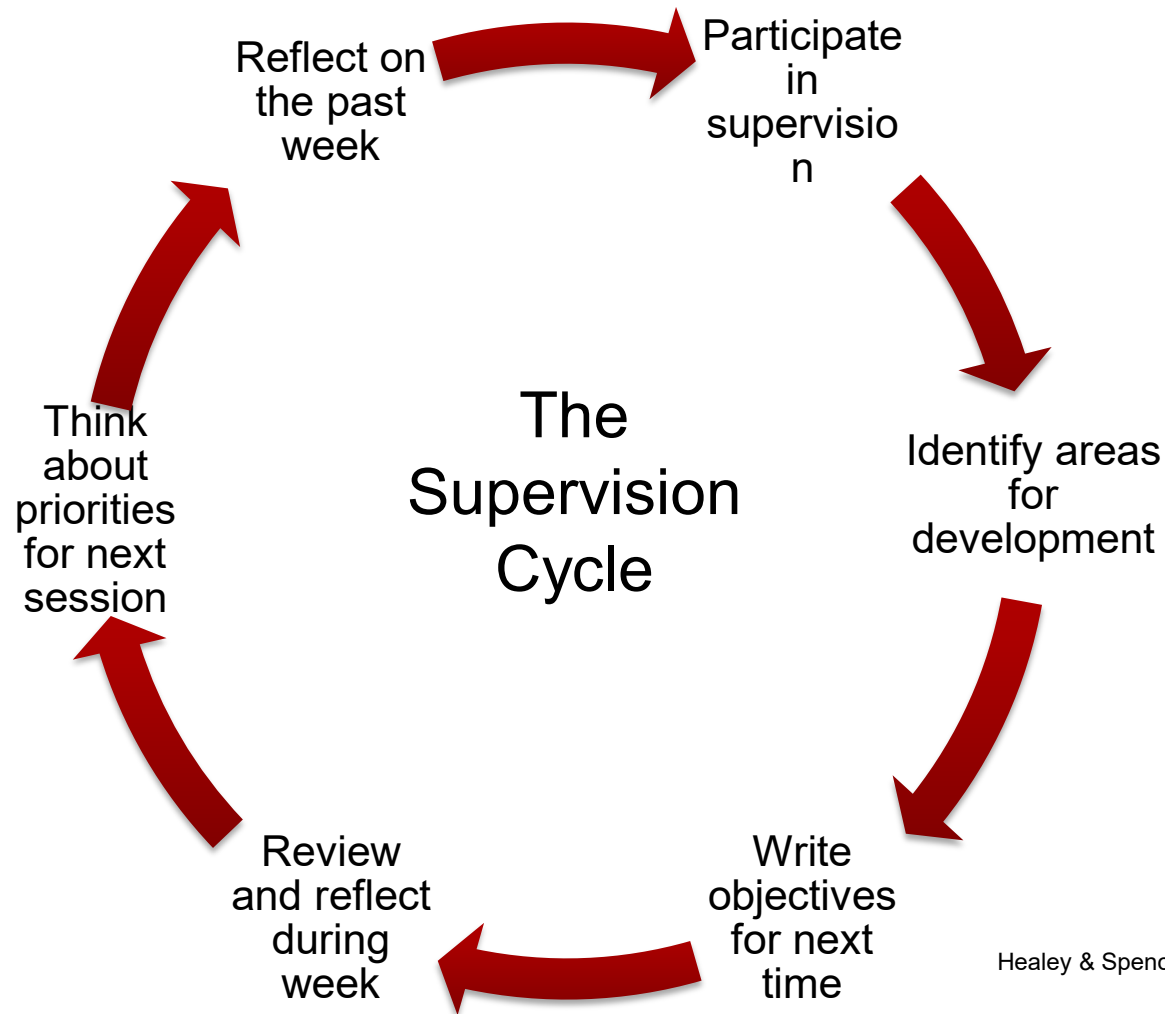 Reflect on
the past
week
Participate
in
supervisio
n
Identify areas
for
development
Write
objectives
for next
time
Review
and reflect
during
week
Think
about
priorities
for next
session
The
Supervision
Cycle
Healey & Spenc